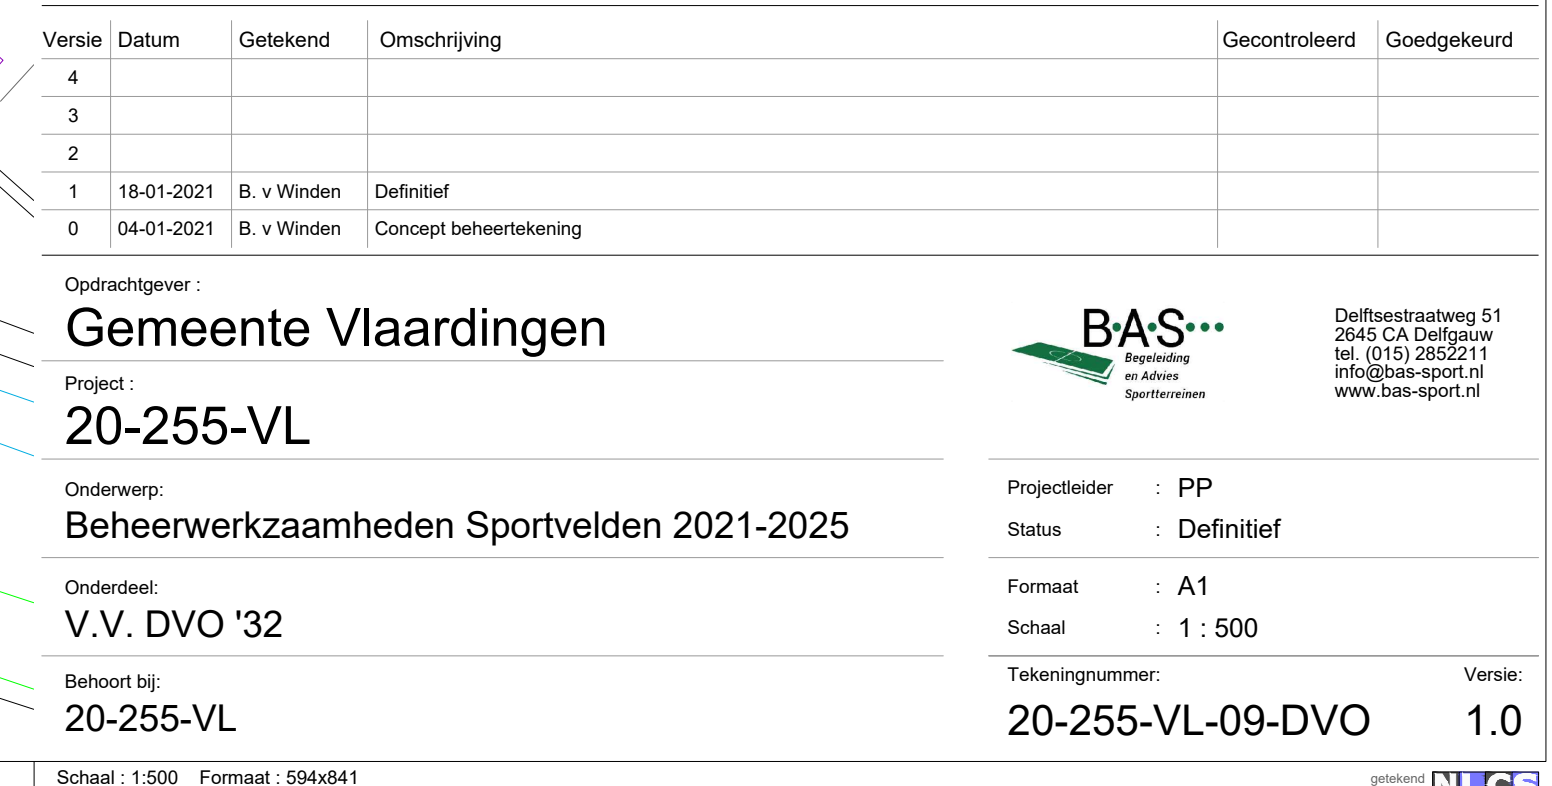 Versie Datum Getekend Omschrijving Gecontroleerd Goedgekeurd
4
3
2
1 18-01-2021 B. v Winden Definitief
0 04-01-2021 B. v Winden Concept beheertekening
Opdrachtgever :
Gemeente Vlaardingen
Project :
20-255-VL
Onderwerp:
Beheerwerkzaamheden Sportvelden 2021-2025
Onderdeel:
V.V. DVO '32
Behoort bij:
20-255-VL
B•A•S•••
Begeleiding
en Advies
Sportterreinen
Delftsestraatweg 51
2645 CA Delfgauw
tel. (015) 2852211
info@bas-sport.nl
www.bas-sport.nl
Projectleider : PP
Status : Definitief
Formaat : A1
Schaal : 1 : 500
Tekeningnummer: Versie:
20-255-VL-09-DVO 1.0
Schaal : 1:500 Formaat : 594x841
getekend NLCS